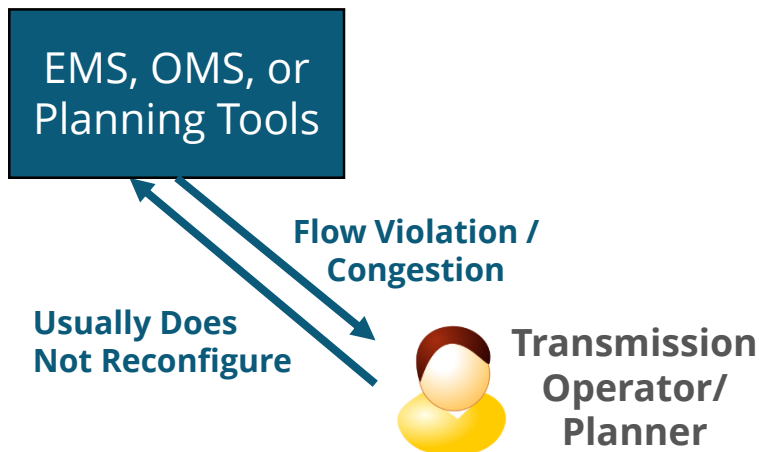 EMS, OMS, or
Planning Tools
Flow Violation /
Congestion
Usually Does
Not Reconfigure
Transmission
Operator/
Planner